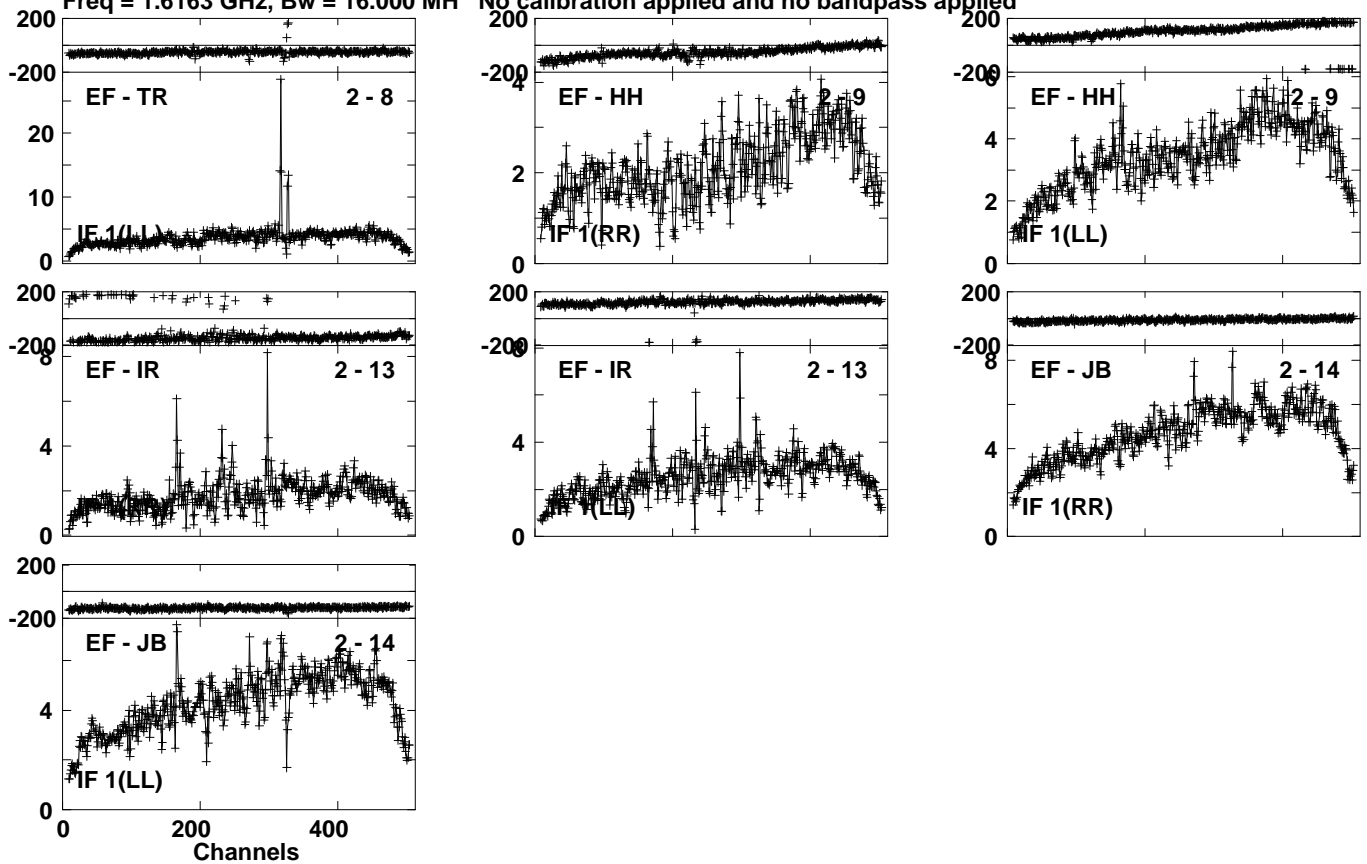 Freq = 1.6163 GHz, Bw = 16.000 MH No calibration applied and no bandpass applied
200
-200
EF - TR 2 - 8
20
10
0
IF 1(LL)
-200
4
EF - HH 2 - 9
2
0
IF 1(RR)
200
-200
6
EF - HH 2 - 9
4
2
0
IF 1(LL)
200
-200
8
EF - IR 2 - 13
4
0
200
-200
8
EF - IR 2 - 13
4
0
IF 1(LL)
200
-200
8
EF - JB 2 - 14
4
0
IF 1(RR)
200
-200
EF - JB 2 - 14
4
0
IF 1(LL)
0 200 400
Channels